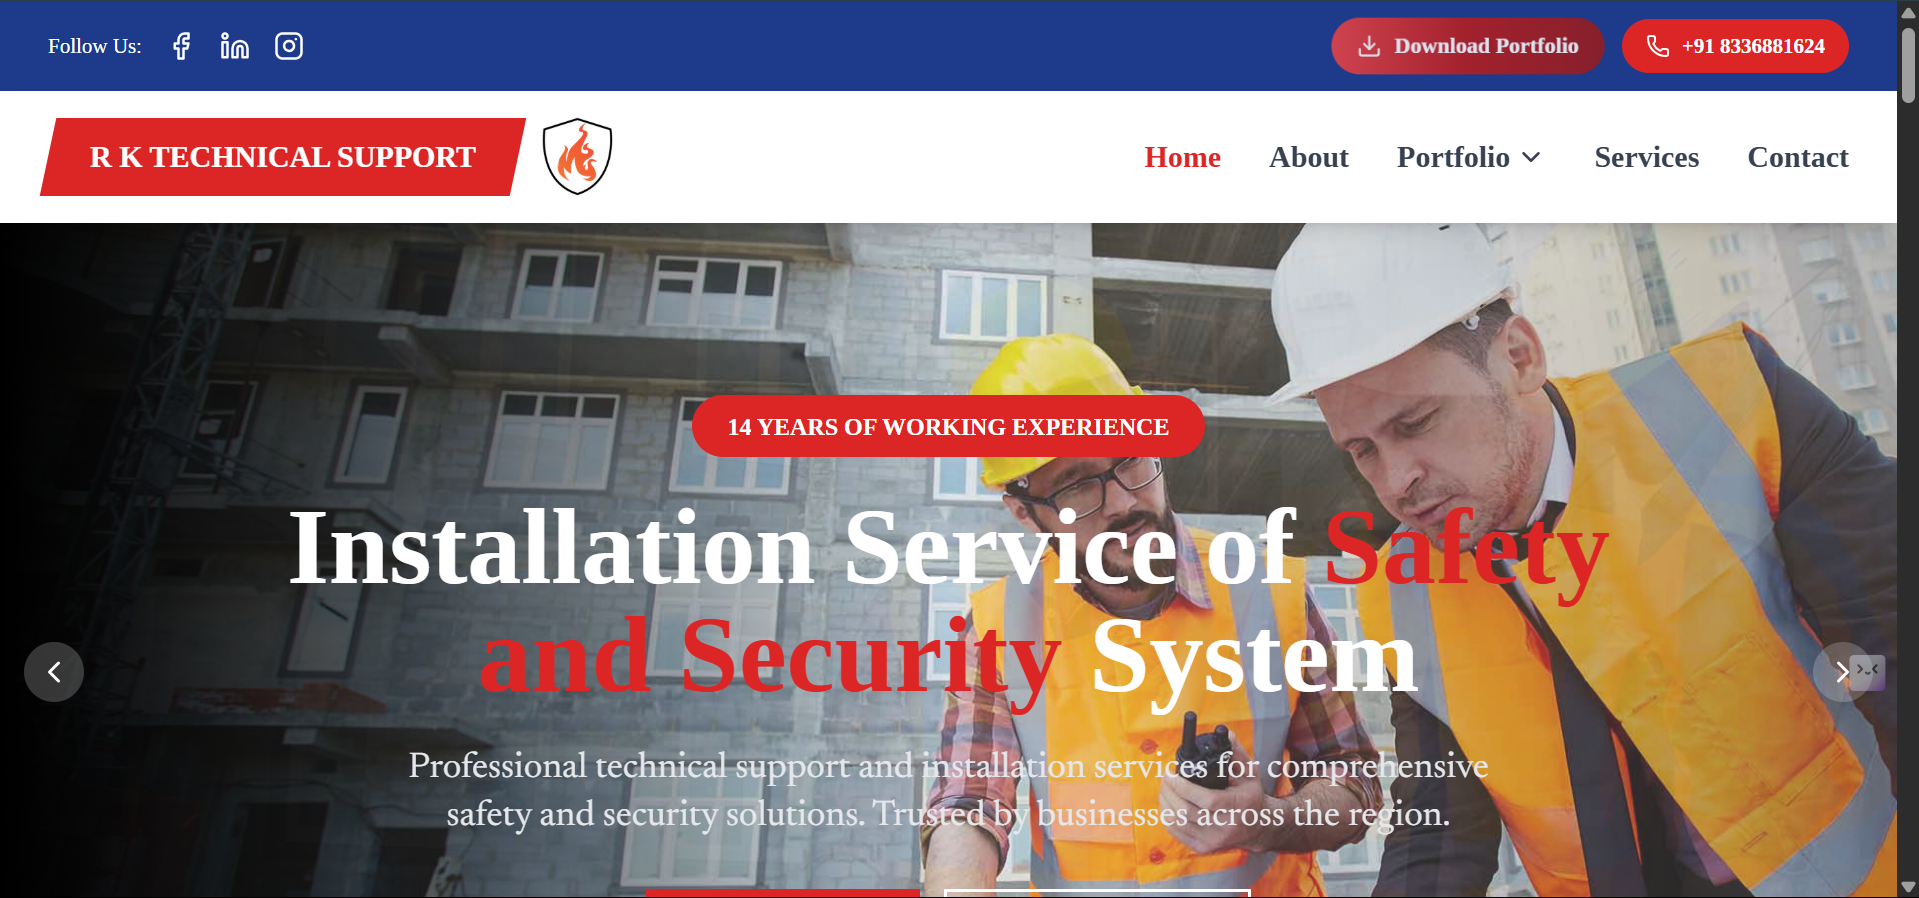 Follow Us:
Download Portfolio
+91 8336881624
R K TECHNICAL SUPPORT
Home
About
Portfolio
Services
Contact
14 YEARS OF WORKING EXPERIENCE
Installation Service of Safety
and Security System
Professional technical support and installation services for comprehensive
safety and security solutions. Trusted by businesses across the region.